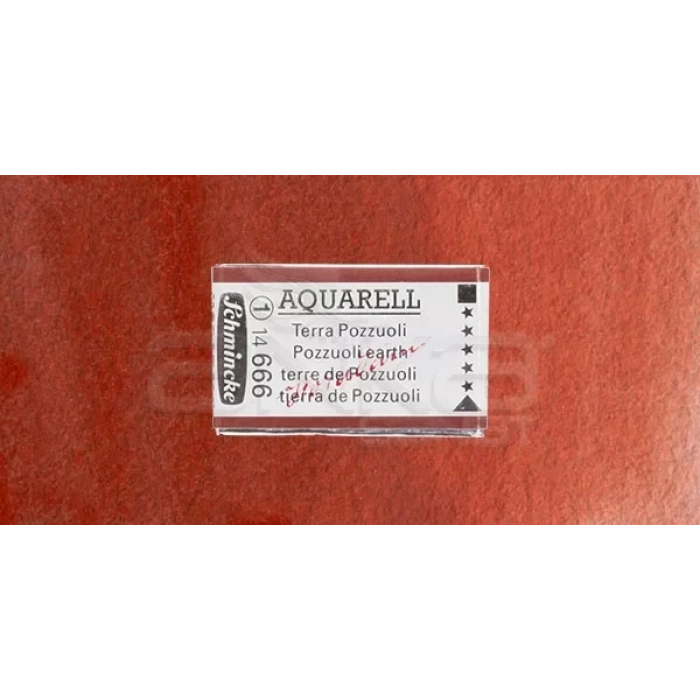 Schmincke
1 14 666
AQUARELL
Terra Pozzuoli
Pozzuoli earth
terre de Pozzuoli
tierra de Pozzuoli